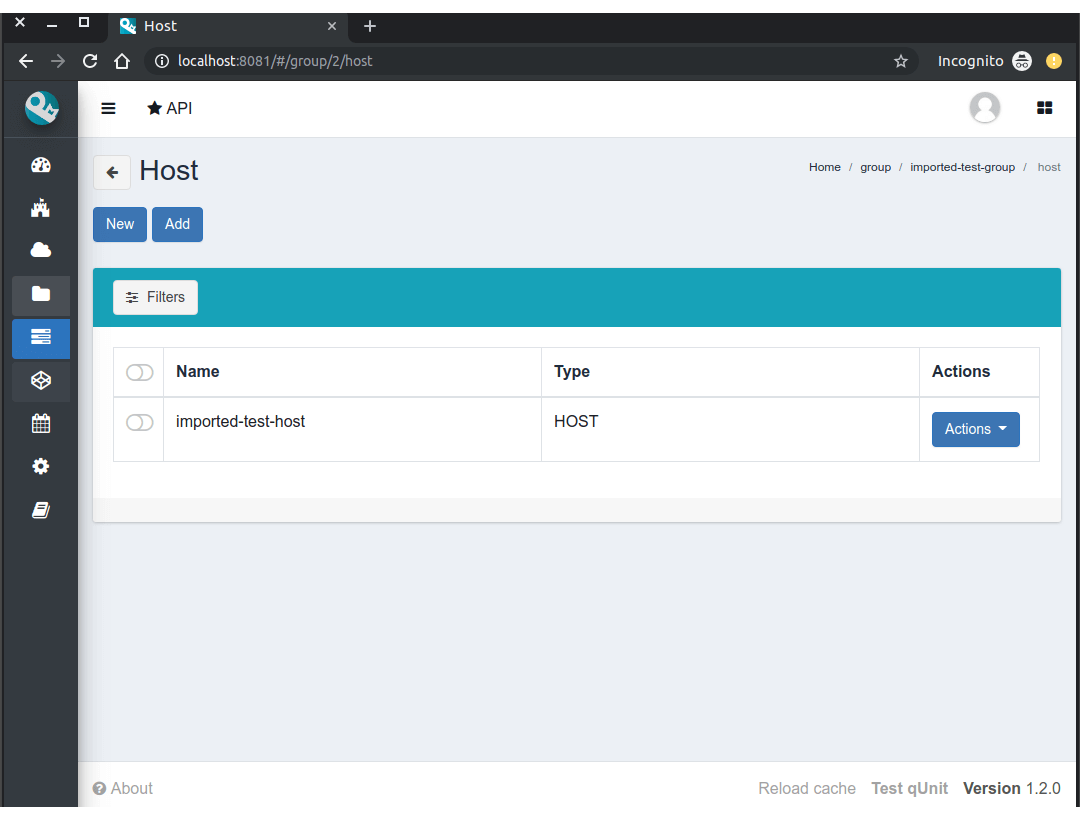 Host
localhost:8081/#/group/2/host
Incognito
API
Host
Home / group / imported-test-group / host
New Add
Filters
Name Type Actions
imported-test-host HOST Actions
About
Reload cache Test qUnit Version 1.2.0